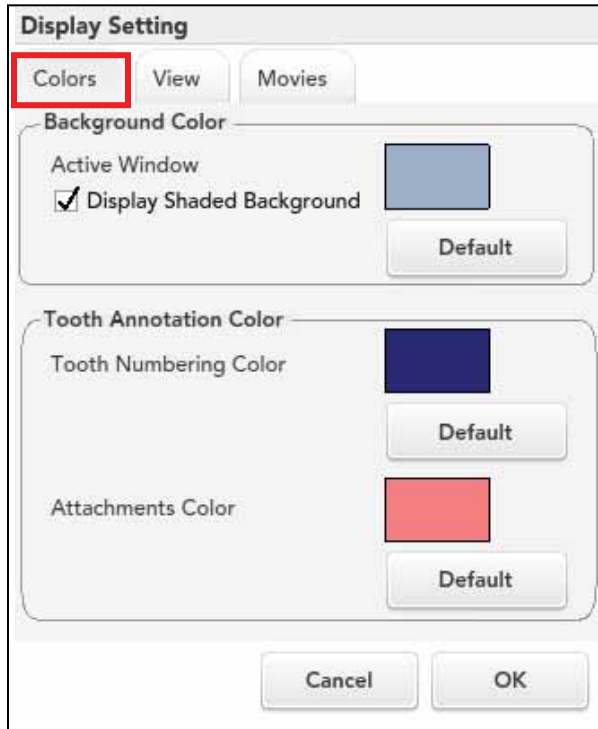 Display Setting
Colors View Movies
Background Color
Active Window
Display Shaded Background
Default
Tooth Annotation Color
Tooth Numbering Color
Default
Attachments Color
Default
Cancel OK